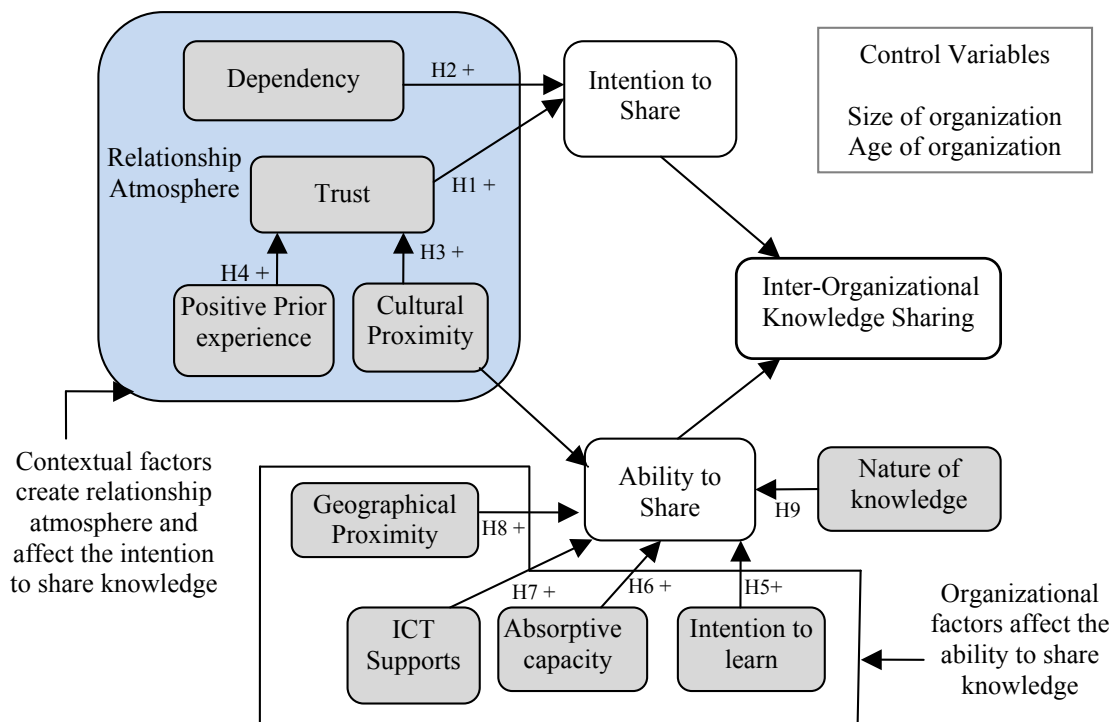 Dependency
H2 +
Intention to
Share
Control Variables
Size of organization
Age of organization
Relationship
Atmosphere
Trust
H1 +
H4 +
H3 +
Positive Prior
experience
Cultural
Proximity
Inter-Organizational
Knowledge Sharing
Contextual factors
create relationship
atmosphere and
affect the intention
to share knowledge
Geographical
Proximity
H8 +
Ability to
Share
H9
Nature of
knowledge
H7 +
H6 +
H5+
ICT
Supports
Absorptive
capacity
Intention to
learn
Organizational
factors affect the
ability to share
knowledge